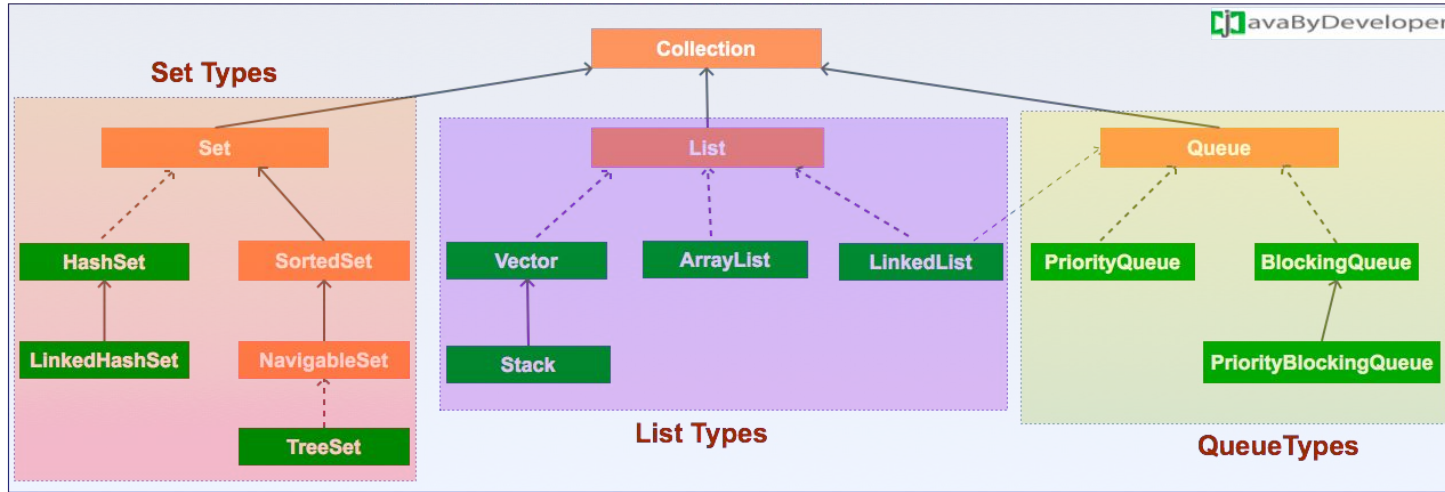 avaByDeveloper
Collection
Set Types
Set
List
Queue
HashSet
SortedSet
Vector
ArrayList
LinkedList
PriorityQueue
BlockingQueue
LinkedHashSet
NavigableSet
Stack
PriorityBlockingQueue
TreeSet
List Types
QueueTypes